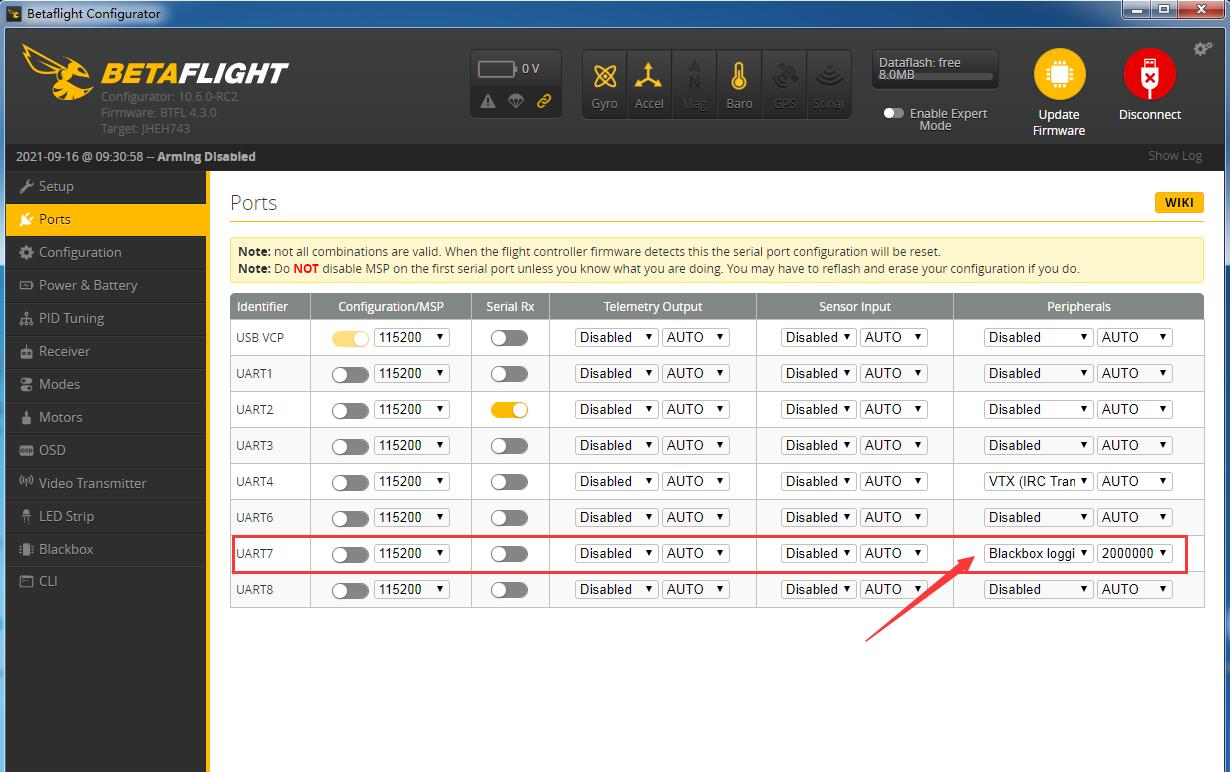 Betaflight Configurator
BETAFLIGHT
Configurator: 10.6.0-RC2
Firmware: BTFL 4.3.0
Target: JHEH743
0 V
Gyro Accel Mag Baro GPS Sonar
Dataflash: free
8.0MB
Enable Expert
Mode
Update
Firmware
Disconnect
2021-09-16 @ 09:30:58 -- Arming Disabled
Show Log
Setup
Ports
Configuration
Power & Battery
PID Tuning
Receiver
Modes
Motors
OSD
Video Transmitter
LED Strip
Blackbox
CLI
Ports
WIKI
Note: not all combinations are valid. When the flight controller firmware detects this the serial port configuration will be reset.
Note: Do NOT disable MSP on the first serial port unless you know what you are doing. You may have to reflash and erase your configuration if you do.
Identifier Configuration/MSP Serial Rx Telemetry Output Sensor Input Peripherals
USB VCP 115200 Disabled AUTO Disabled AUTO Disabled AUTO
UART1 115200 Disabled AUTO Disabled AUTO Disabled AUTO
UART2 115200 Disabled AUTO Disabled AUTO Disabled AUTO
UART3 115200 Disabled AUTO Disabled AUTO Disabled AUTO
UART4 115200 Disabled AUTO Disabled AUTO VTX (IRC Tran AUTO
UART6 115200 Disabled AUTO Disabled AUTO Disabled AUTO
UART7 115200 Disabled AUTO Disabled AUTO Blackbox loggi 2000000
UART8 115200 Disabled AUTO Disabled AUTO Disabled AUTO